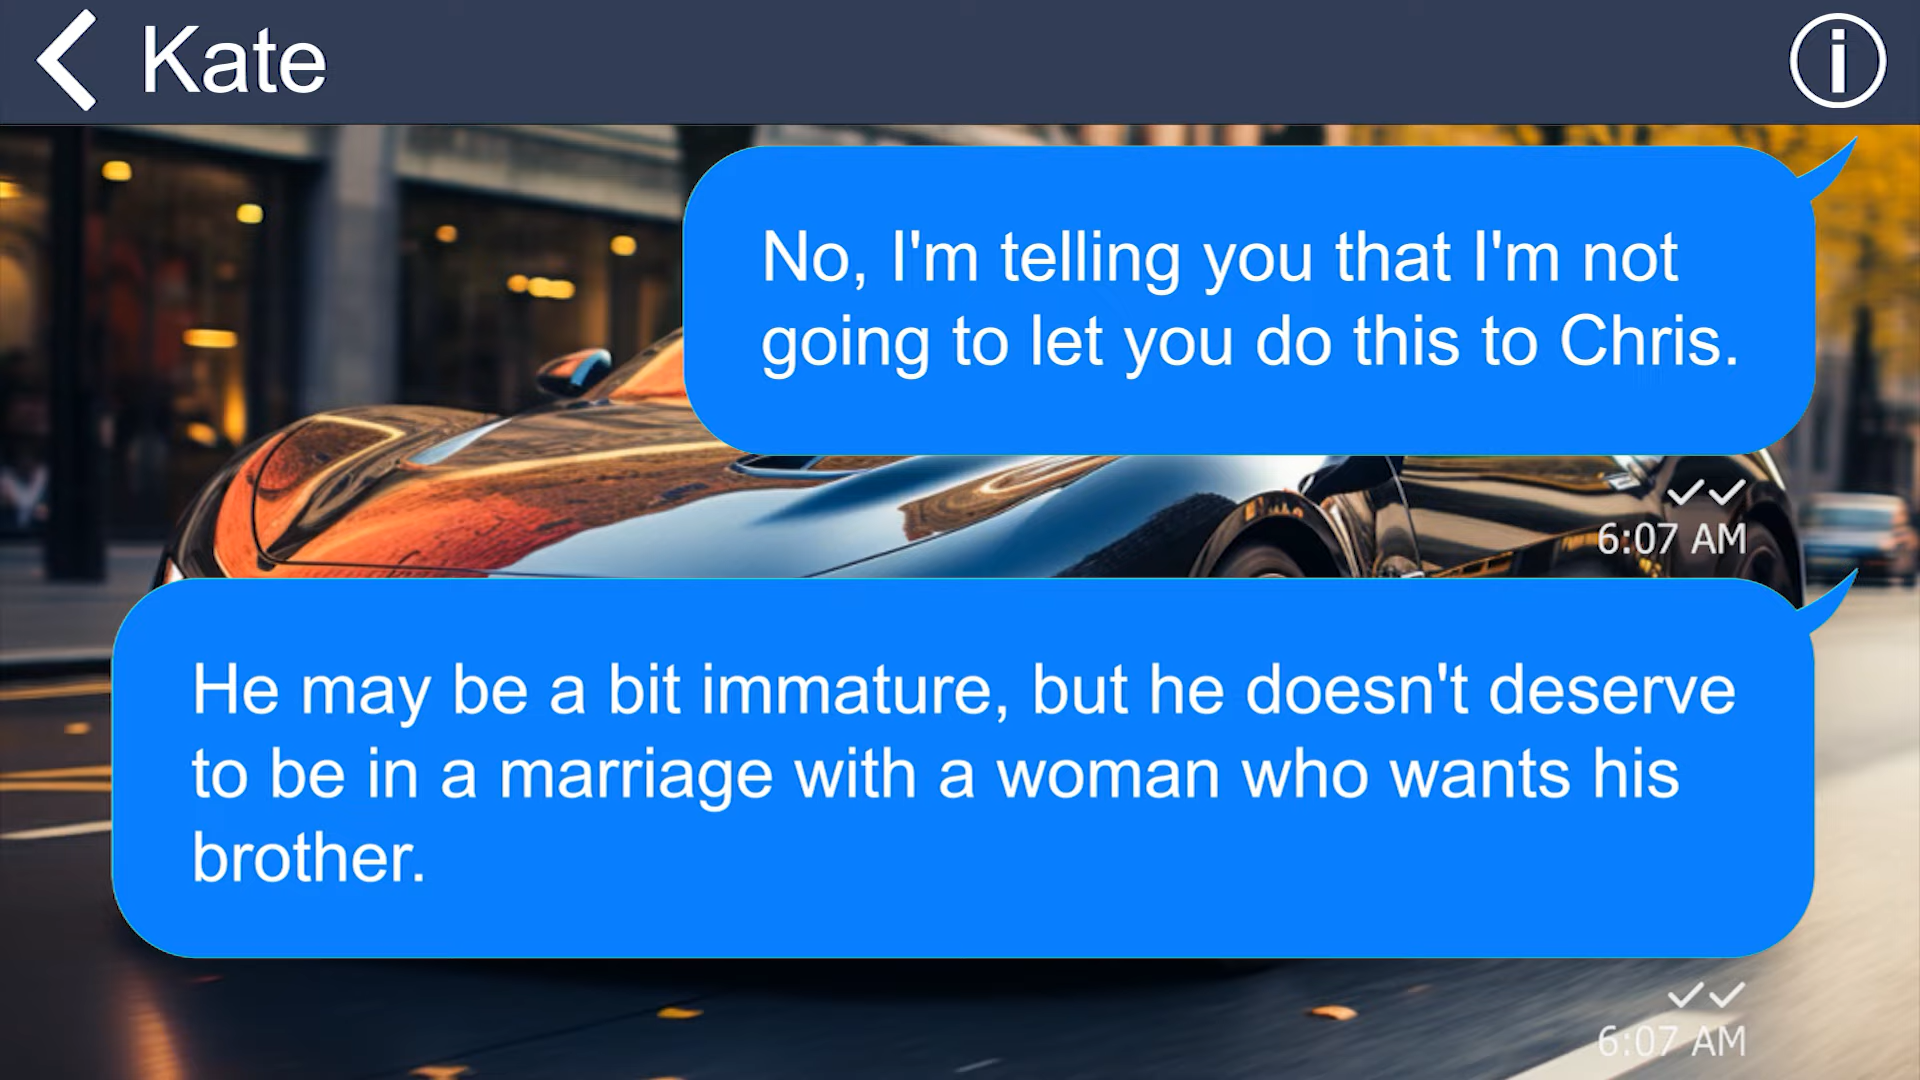 Kate
No, I'm telling you that I'm not
going to let you do this to Chris.
6:07 AM
He may be a bit immature, but he doesn't deserve
to be in a marriage with a woman who wants his
brother.
6:07 AM